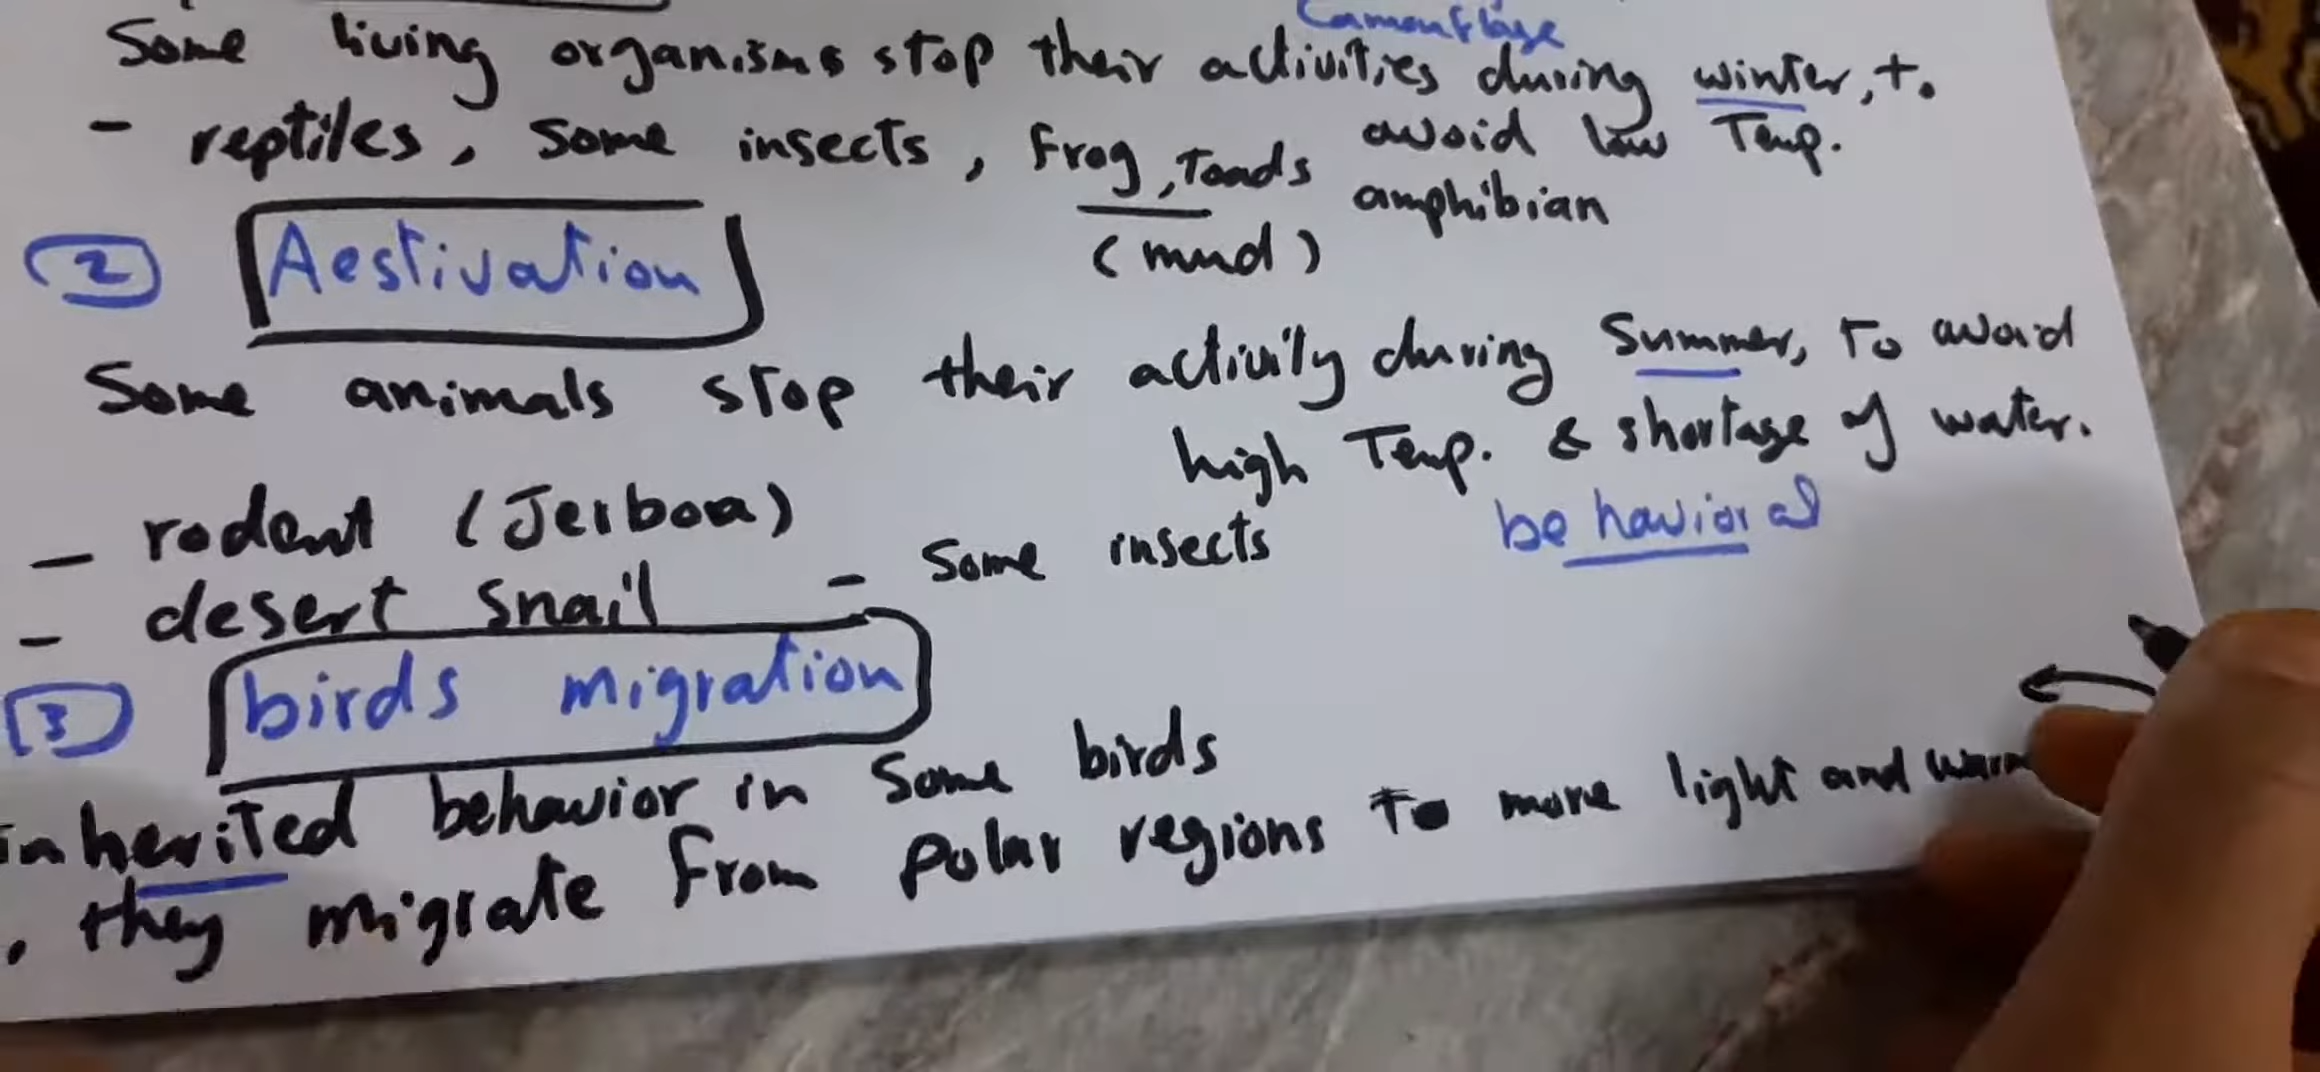 Camouflage
Some living organisms stop their activities during winter, to
avoid low Temp.
- reptiles, some insects, frog, Toads amphibian
(mud)
2 Aestivation
Some animals stop their activity during Summer, to avoid
high Temp. & shortage of water.
- rodent (Jerboa)
behavioral
- desert snail - some insects
3 birds migration
inherited behavior in some birds
, they migrate from polar regions to more light and warm